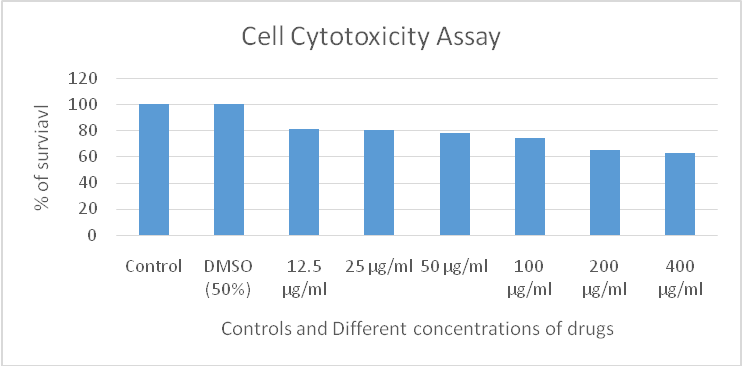 Cell Cytotoxicity Assay
120
100
80
60
40
20
0
% of surviavl
Control DMSO 12.5 25 µg/ml 50 µg/ml 100 200 400
(50%) µg/ml µg/ml µg/ml µg/ml
Controls and Different concentrations of drugs